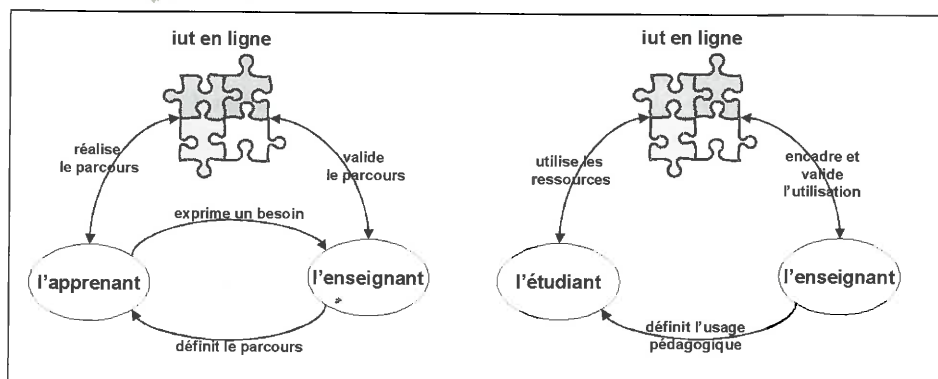 iut en ligne
réalise
le parcours
valide
le parcours
exprime un besoin
l'apprenant
l'enseignant
définit le parcours
iut en ligne
utilise les
ressources
encadre et
valide
l'utilisation
l'étudiant
l'enseignant
définit l'usage
pédagogique